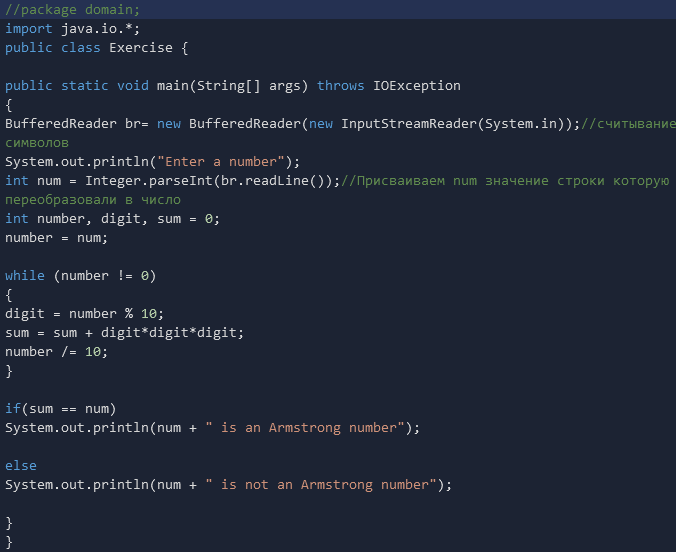 //package domain;
import java.io.*;
public class Exercise {
public static void main(String[] args) throws IOException
{
BufferedReader br= new BufferedReader(new InputStreamReader(System.in));//считывание
символов
System.out.println("Enter a number");
int num = Integer.parseInt(br.readLine());//Присваиваем num значение строки которую
переобразовали в число
int number, digit, sum = 0;
number = num;
while (number != 0)
{
digit = number % 10;
sum = sum + digit*digit*digit;
number /= 10;
}
if(sum == num)
System.out.println(num + " is an Armstrong number");
else
System.out.println(num + " is not an Armstrong number");
}
}